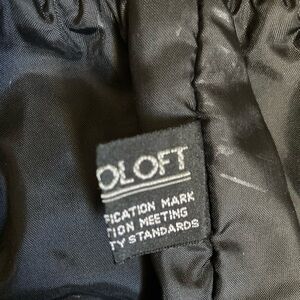 OLOFT
FICATION MARK
TION MEETING
TY STANDARDS